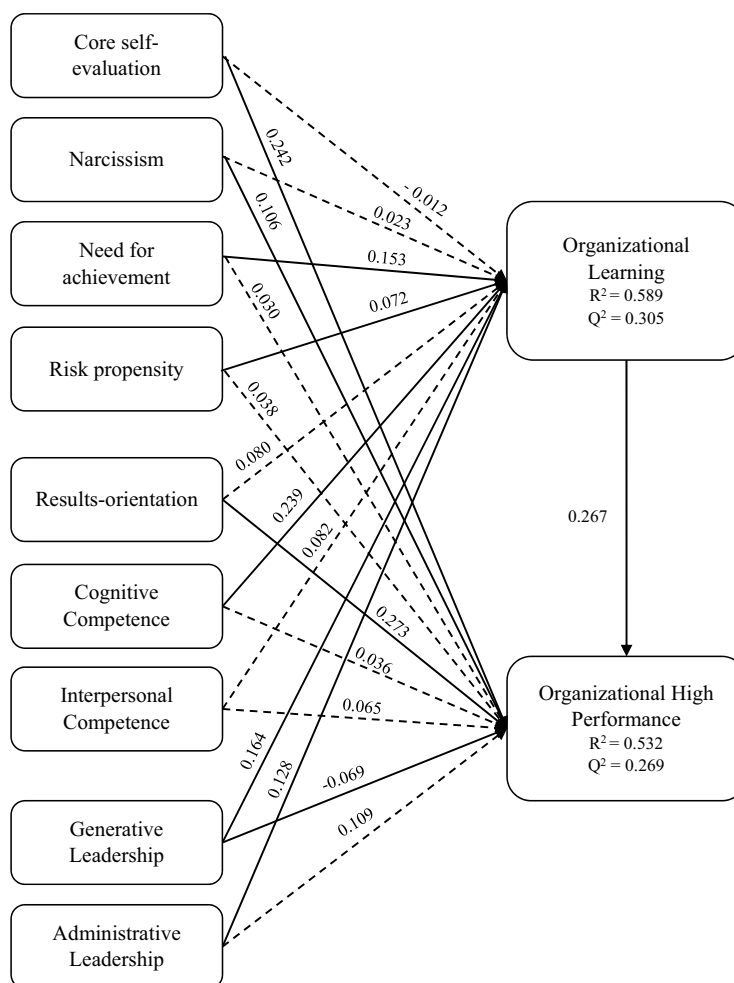 Core self-
evaluation
Narcissism
Need for
achievement
Risk propensity
Results-orientation
Cognitive
Competence
Interpersonal
Competence
Generative
Leadership
Administrative
Leadership
0.242
- 0.012
0.106
0.023
0.153
0.030
0.072
0.038
0.080
0.239
0.082
0.273
0.036
0.065
0.164
0.128
-0.069
0.109
Organizational
Learning
R² = 0.589
Q² = 0.305
0.267
Organizational High
Performance
R² = 0.532
Q² = 0.269